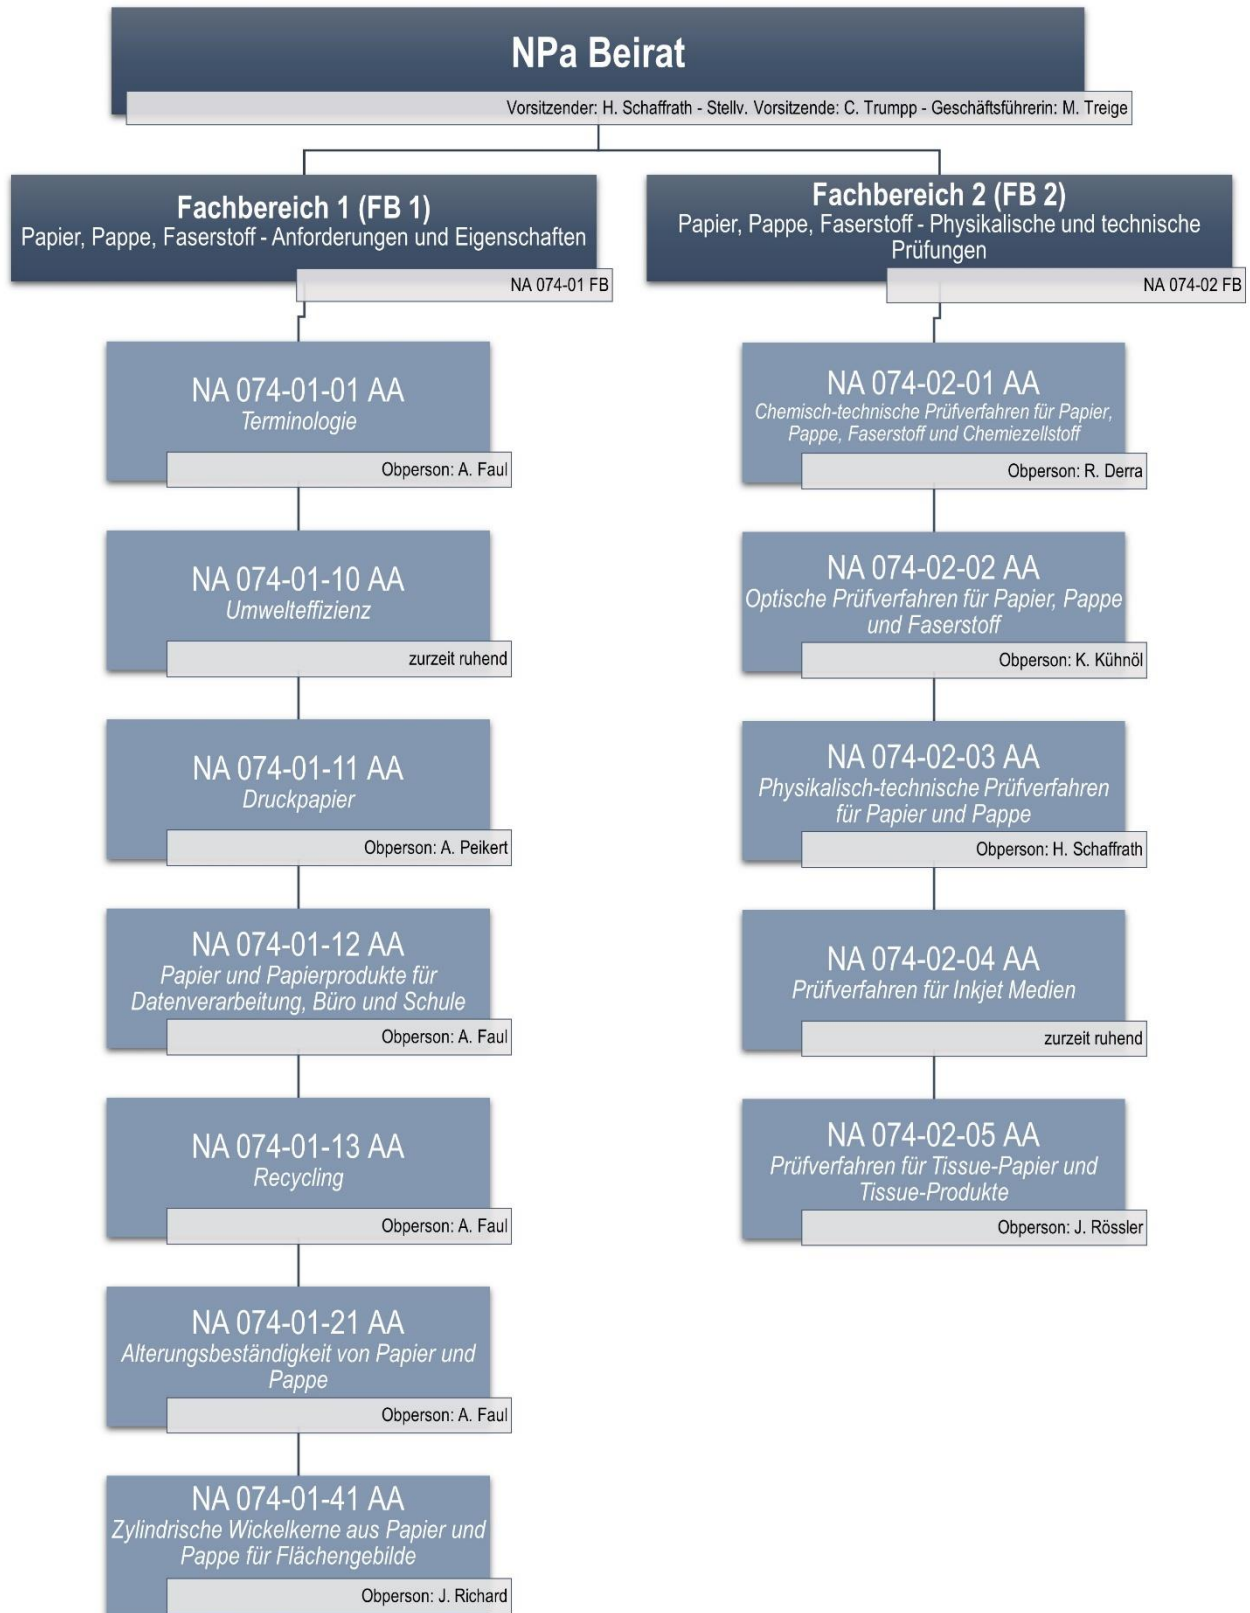 NPa Beirat
Vorsitzender: H. Schaffrath - Stellv. Vorsitzende: C. Trumpp - Geschäftsführerin: M. Treige
Fachbereich 1 (FB 1)
Papier, Pappe, Faserstoff - Anforderungen und Eigenschaften
NA 074-01 FB
NA 074-01-01 AA
Terminologie
Obperson: A. Faul
NA 074-01-10 AA
Umwelteffizienz
zurzeit ruhend
NA 074-01-11 AA
Druckpapier
Obperson: A. Peikert
NA 074-01-12 AA
Papier und Papierprodukte für
Datenverarbeitung, Büro und Schule
Obperson: A. Faul
NA 074-01-13 AA
Recycling
Obperson: A. Faul
NA 074-01-21 AA
Alterungsbeständigkeit von Papier und
Pappe
Obperson: A. Faul
NA 074-01-41 AA
Zylindrische Wickelkerne aus Papier und
Pappe für Flächengebilde
Obperson: J. Richard
Fachbereich 2 (FB 2)
Papier, Pappe, Faserstoff - Physikalische und technische
Prüfungen
NA 074-02 FB
NA 074-02-01 AA
Chemisch-technische Prüfverfahren für Papier,
Pappe, Faserstoff und Chemiezellstoff
Obperson: R. Derra
NA 074-02-02 AA
Optische Prüfverfahren für Papier, Pappe
und Faserstoff
Obperson: K. Kühnöl
NA 074-02-03 AA
Physikalisch-technische Prüfverfahren
für Papier und Pappe
Obperson: H. Schaffrath
NA 074-02-04 AA
Prüfverfahren für Inkjet Medien
zurzeit ruhend
NA 074-02-05 AA
Prüfverfahren für Tissue-Papier und
Tissue-Produkte
Obperson: J. Rössler